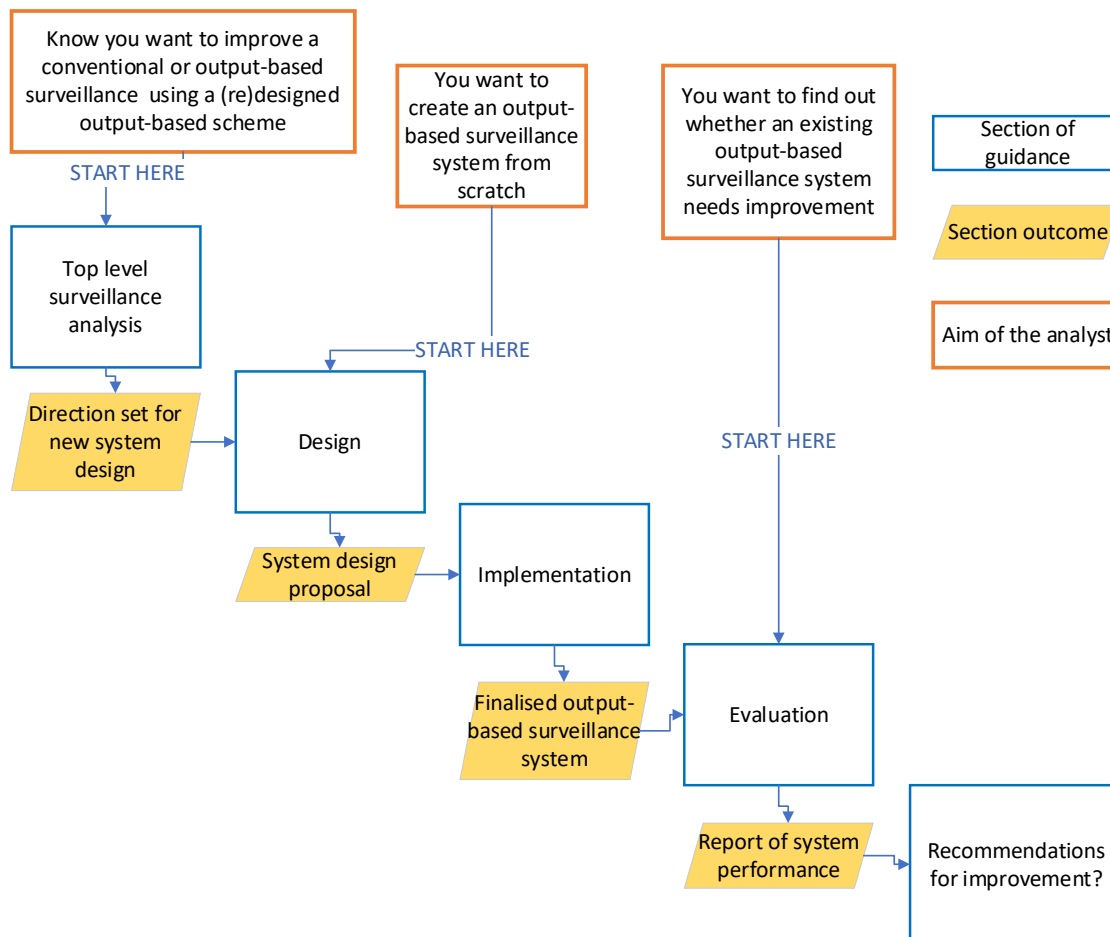 Know you want to improve a
conventional or output-based
surveillance using a (re)designed
output-based scheme
START HERE
You want to
create an output-
based surveillance
system from
scratch
START HERE
You want to find out
whether an existing
output-based
surveillance system
needs improvement
START HERE
Section of
guidance
Section outcome
Aim of the analyst
Top level
surveillance
analysis
Direction set for
new system
design
Design
System design
proposal
Implementation
Finalised output-
based surveillance
system
Evaluation
Report of system
performance
Recommendations
for improvement?